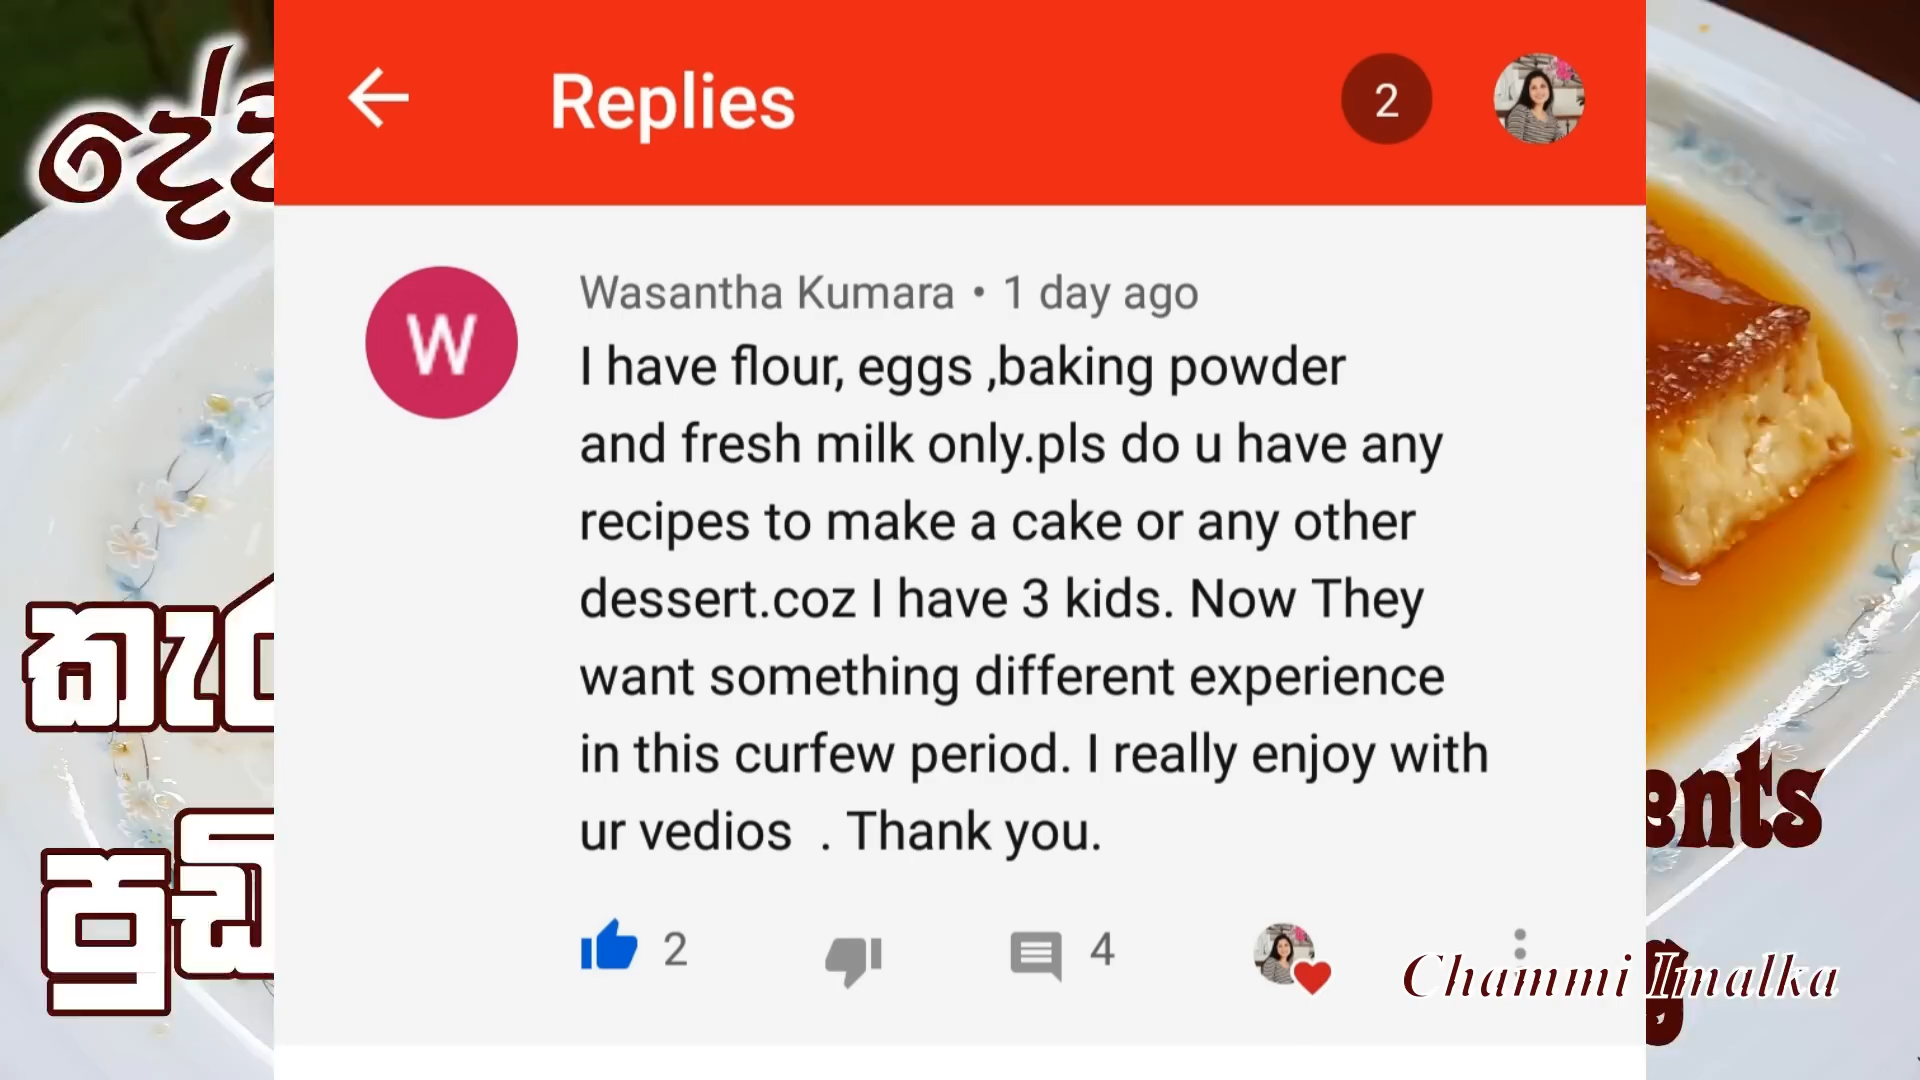 Replies
2
W
Wasantha Kumara • 1 day ago
I have flour, eggs ,baking powder
and fresh milk only.pls do u have any
recipes to make a cake or any other
dessert.coz I have 3 kids. Now They
want something different experience
in this curfew period. I really enjoy with
ur vedios . Thank you.
2
4
Chammi Imalka